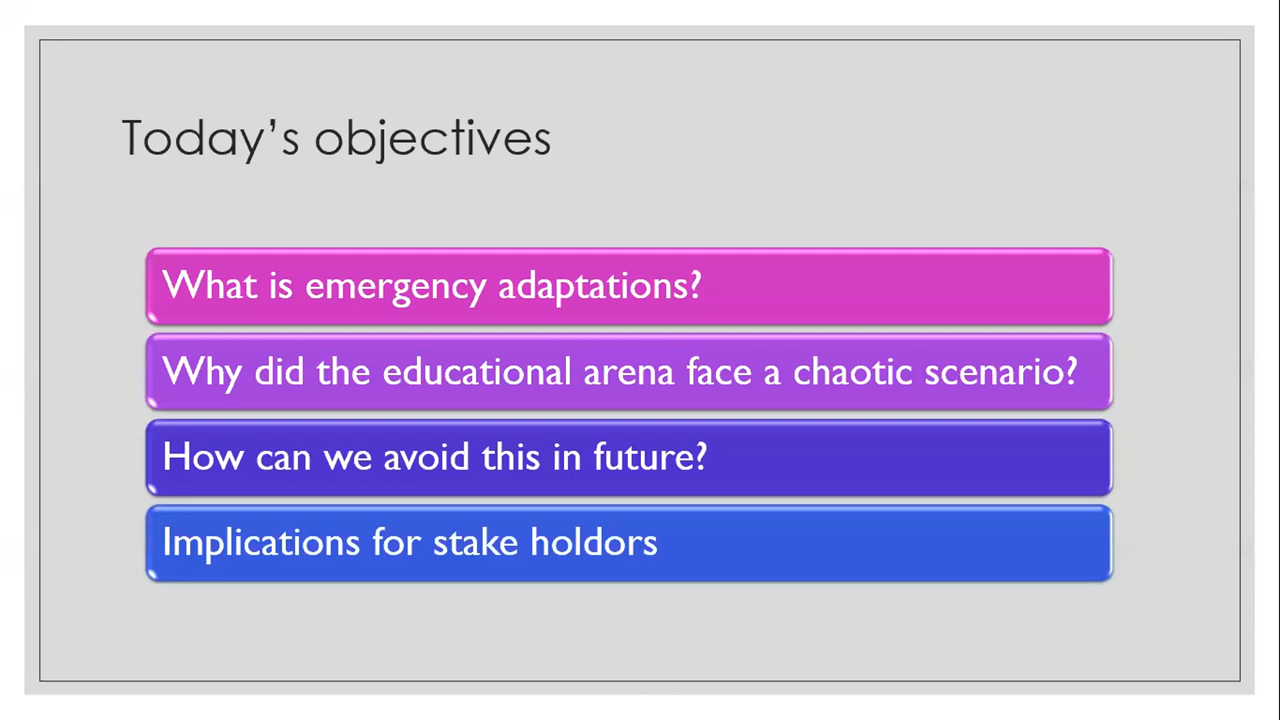 Today’s objectives
What is emergency adaptations?
Why did the educational arena face a chaotic scenario?
How can we avoid this in future?
Implications for stake holdors